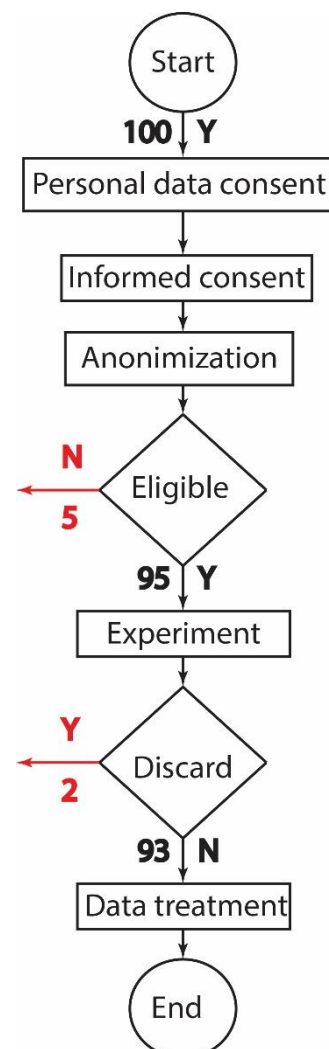 Start
100 Y
Personal data consent
Informed consent
Anonimization
N
Eligible
5
95 Y
Experiment
Y
Discard
2
93 N
Data treatment
End